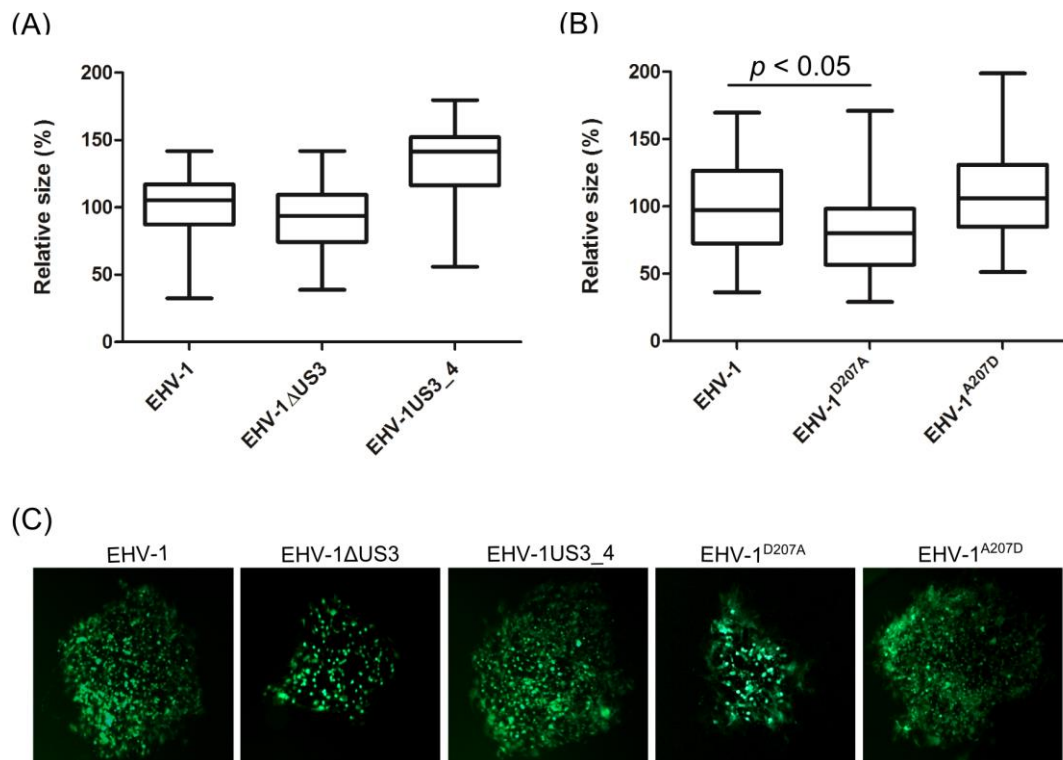 (A)
Relative size (%)
200
150
100
50
0
EHV-1
EHV-1ΔUS3
EHV-1US3_4
(B)
Relative size (%)
200
150
100
50
0
p < 0.05
EHV-1
EHV-1ᴰ²⁰⁷ᴬ
EHV-1ᴬ²⁰⁷ᴰ
(C)
EHV-1 EHV-1ΔUS3 EHV-1US3_4 EHV-1ᴰ²⁰⁷ᴬ EHV-1ᴬ²⁰⁷ᴰ